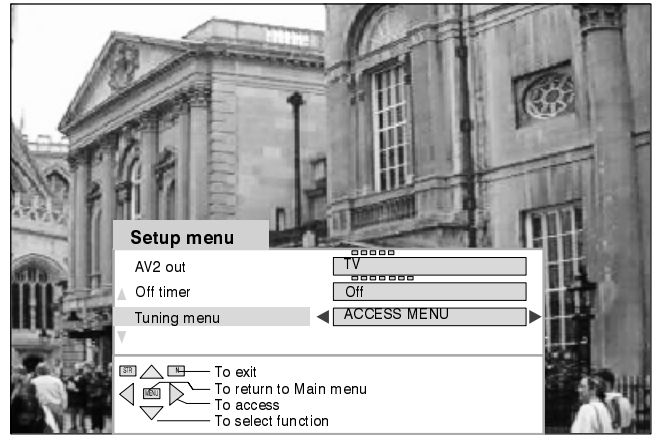 Setup menu
AV2 out
TV
Off timer
Off
Tuning menu
ACCESS MENU
STR
N
To exit
MENU
To return to Main menu
To access
To select function